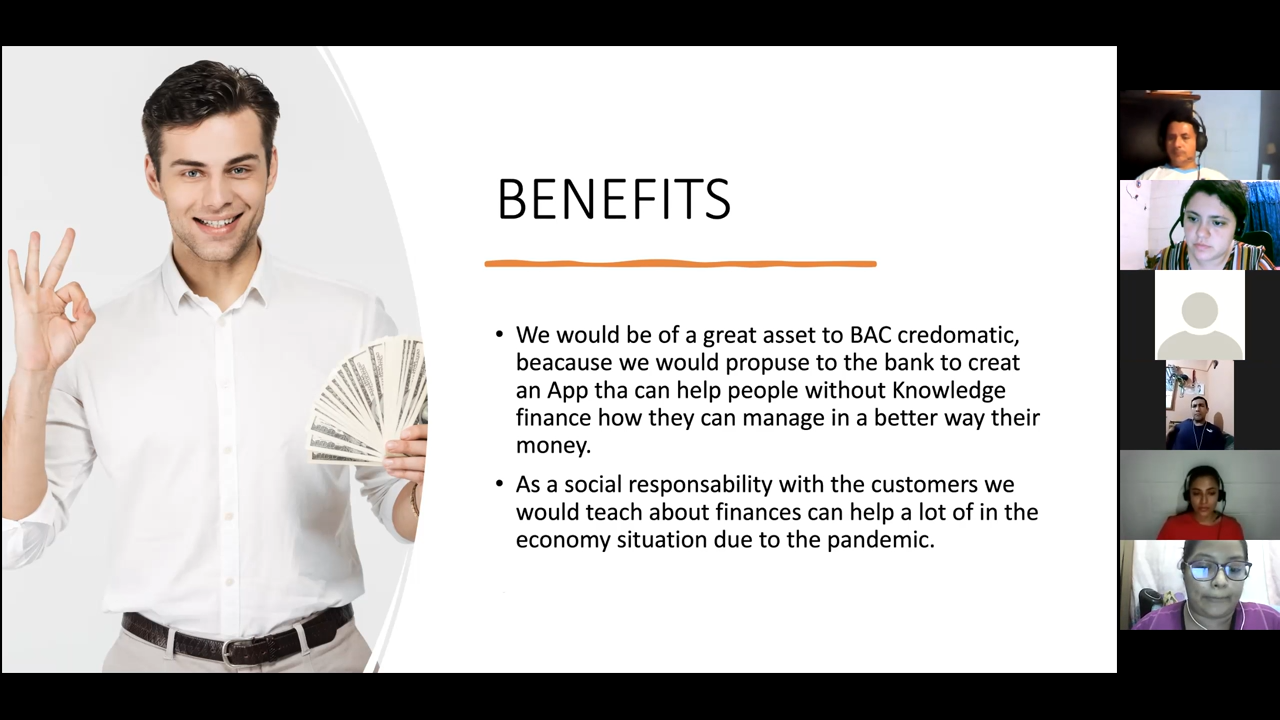 BENEFITS
• We would be of a great asset to BAC credomatic,
beacause we would propuse to the bank to creat
an App tha can help people without Knowledge
finance how they can manage in a better way their
money.
• As a social responsability with the customers we
would teach about finances can help a lot of in the
economy situation due to the pandemic.